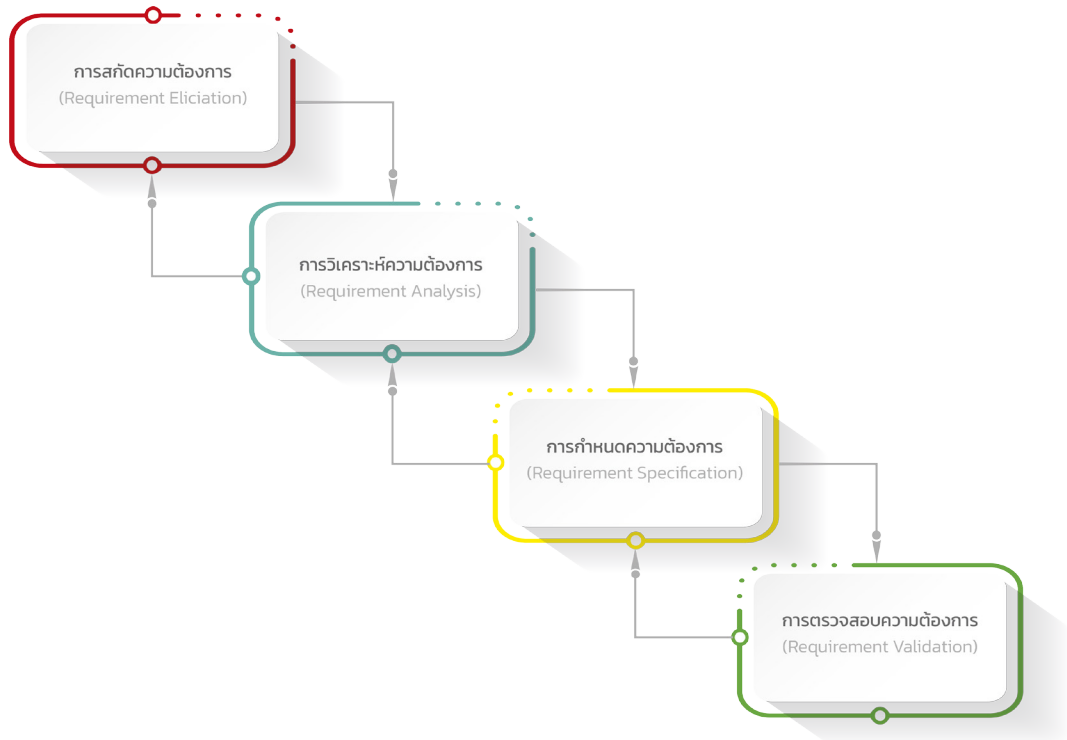 การสกัดความต้องการ
(Requirement Eliciation)
การวิเคราะห์ความต้องการ
(Requirement Analysis)
การกำหนดความต้องการ
(Requirement Specification)
การตรวจสอบความต้องการ
(Requirement Validation)